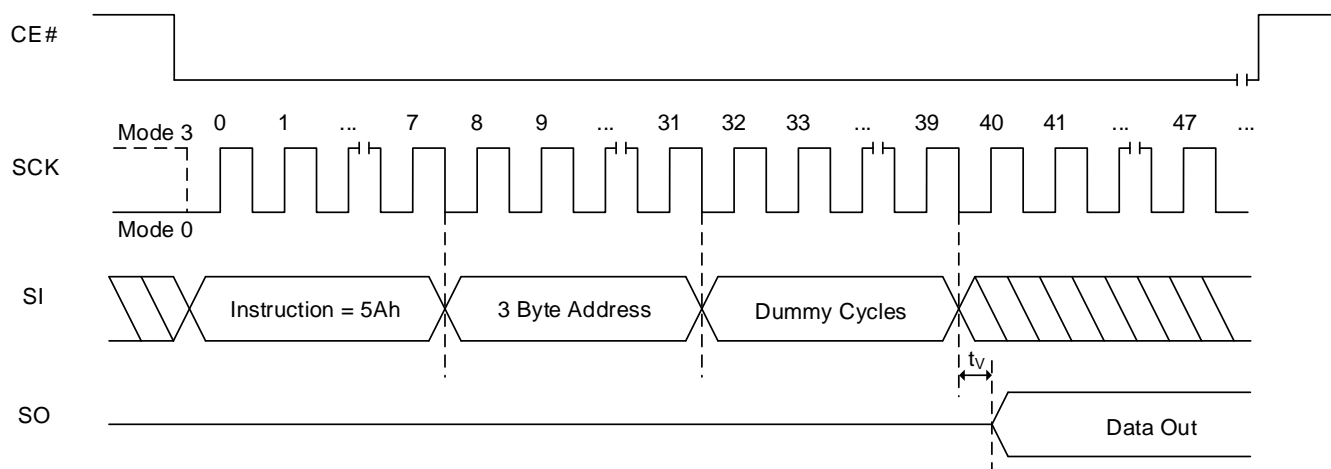 CE#
0 1 ... 7 8 9 ... 31 32 33 ... 39 40 41 ... 47 ...
Mode 3
SCK
Mode 0
SI
Instruction = 5Ah
3 Byte Address
Dummy Cycles
tV
SO
Data Out